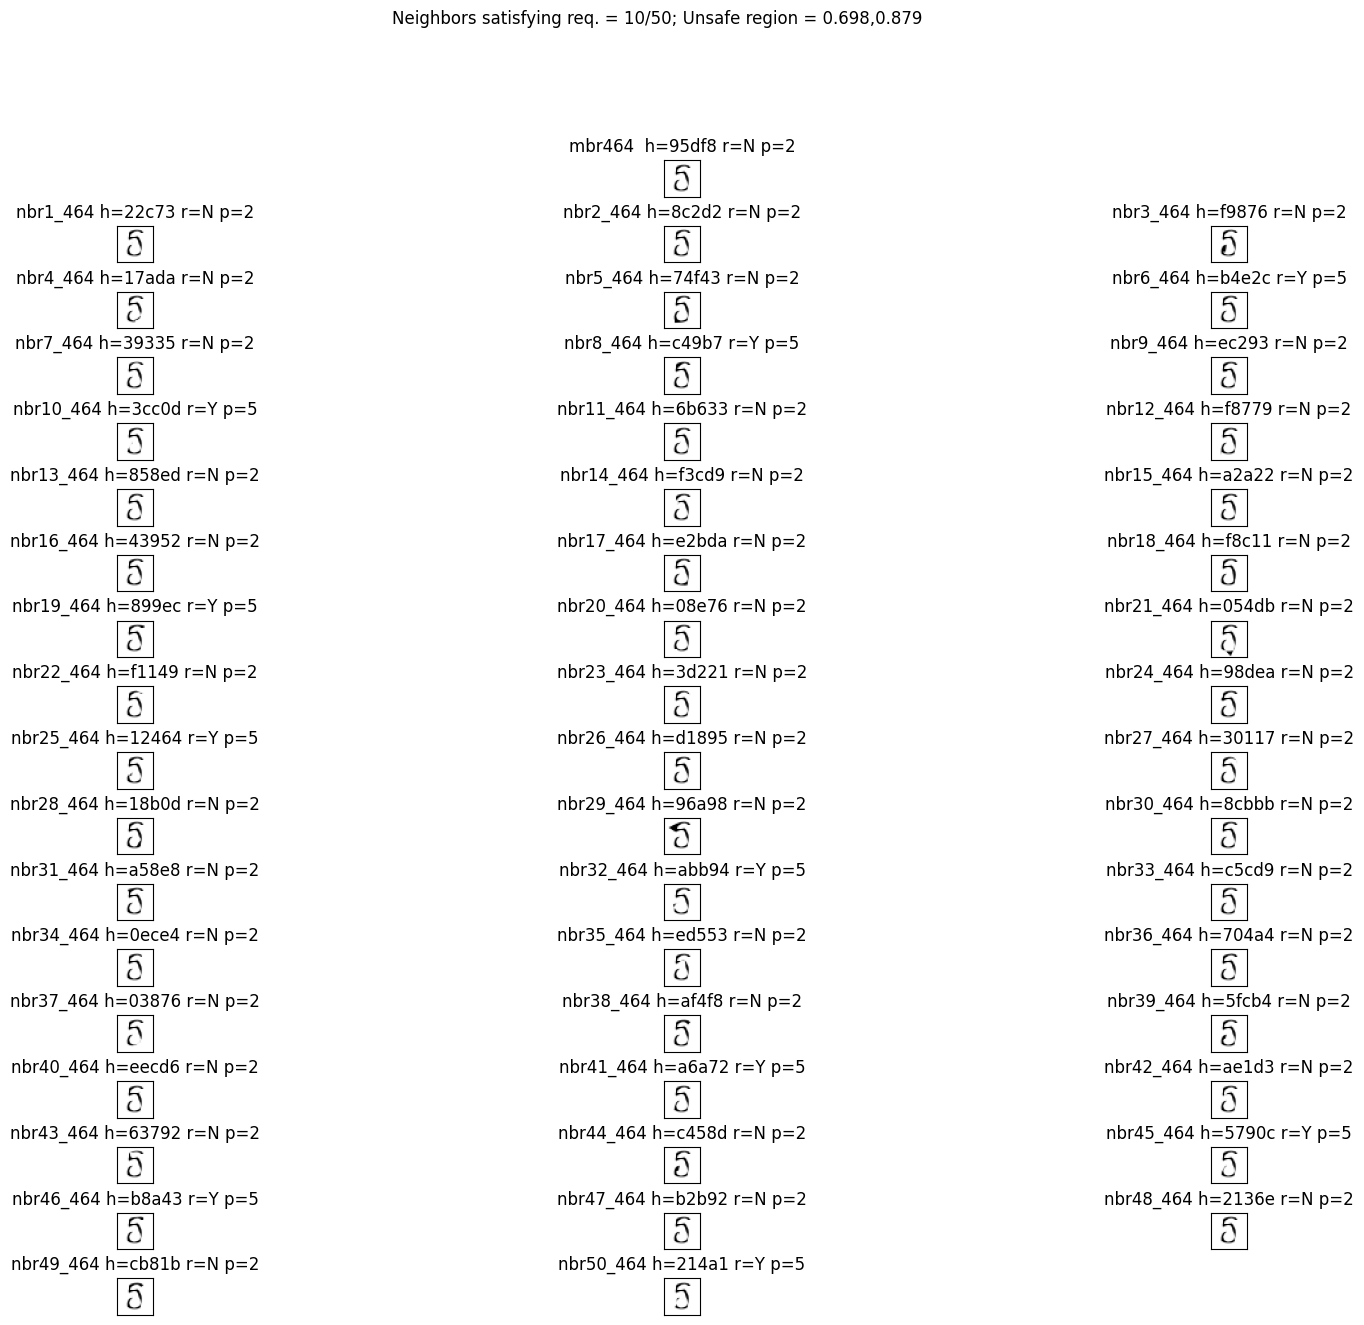 Neighbors satisfying req. = 10/50; Unsafe region = 0.698,0.879
mbr464  h=95df8 r=N p=2
nbr1_464 h=22c73 r=N p=2 nbr2_464 h=8c2d2 r=N p=2 nbr3_464 h=f9876 r=N p=2
nbr4_464 h=17ada r=N p=2 nbr5_464 h=74f43 r=N p=2 nbr6_464 h=b4e2c r=Y p=5
nbr7_464 h=39335 r=N p=2 nbr8_464 h=c49b7 r=Y p=5 nbr9_464 h=ec293 r=N p=2
nbr10_464 h=3cc0d r=Y p=5 nbr11_464 h=6b633 r=N p=2 nbr12_464 h=f8779 r=N p=2
nbr13_464 h=858ed r=N p=2 nbr14_464 h=f3cd9 r=N p=2 nbr15_464 h=a2a22 r=N p=2
nbr16_464 h=43952 r=N p=2 nbr17_464 h=e2bda r=N p=2 nbr18_464 h=f8c11 r=N p=2
nbr19_464 h=899ec r=Y p=5 nbr20_464 h=08e76 r=N p=2 nbr21_464 h=054db r=N p=2
nbr22_464 h=f1149 r=N p=2 nbr23_464 h=3d221 r=N p=2 nbr24_464 h=98dea r=N p=2
nbr25_464 h=12464 r=Y p=5 nbr26_464 h=d1895 r=N p=2 nbr27_464 h=30117 r=N p=2
nbr28_464 h=18b0d r=N p=2 nbr29_464 h=96a98 r=N p=2 nbr30_464 h=8cbbb r=N p=2
nbr31_464 h=a58e8 r=N p=2 nbr32_464 h=abb94 r=Y p=5 nbr33_464 h=c5cd9 r=N p=2
nbr34_464 h=0ece4 r=N p=2 nbr35_464 h=ed553 r=N p=2 nbr36_464 h=704a4 r=N p=2
nbr37_464 h=03876 r=N p=2 nbr38_464 h=af4f8 r=N p=2 nbr39_464 h=5fcb4 r=N p=2
nbr40_464 h=eecd6 r=N p=2 nbr41_464 h=a6a72 r=Y p=5 nbr42_464 h=ae1d3 r=N p=2
nbr43_464 h=63792 r=N p=2 nbr44_464 h=c458d r=N p=2 nbr45_464 h=5790c r=Y p=5
nbr46_464 h=b8a43 r=Y p=5 nbr47_464 h=b2b92 r=N p=2 nbr48_464 h=2136e r=N p=2
nbr49_464 h=cb81b r=N p=2 nbr50_464 h=214a1 r=Y p=5